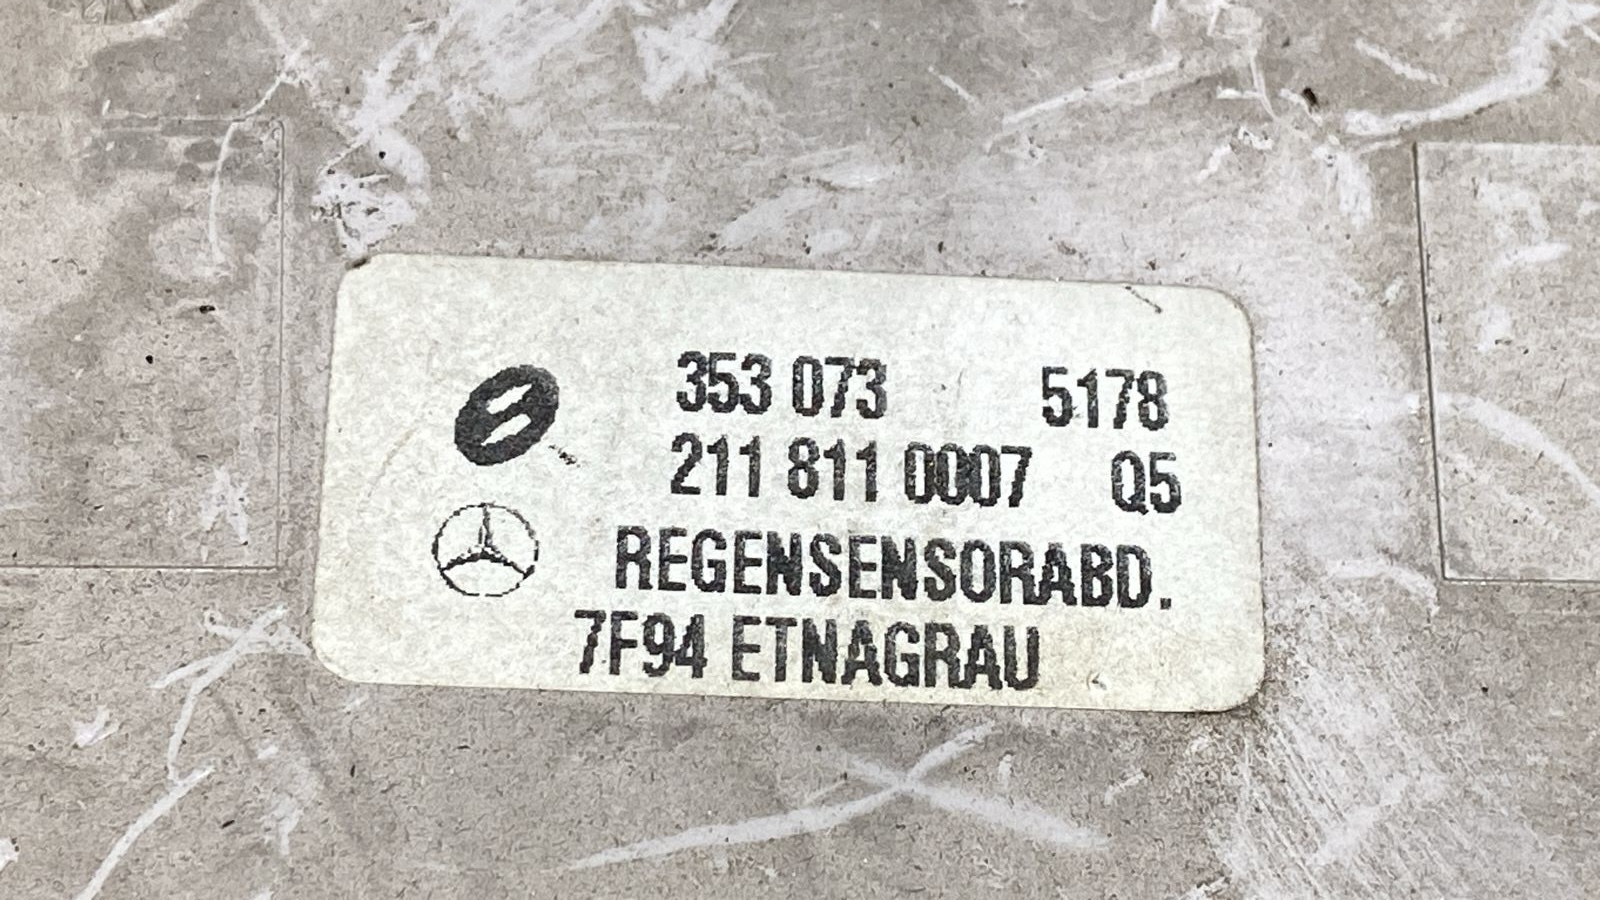 353 073 5178
211 811 0007 Q5
REGENSENSORABD.
7F94 ETNAGRAU